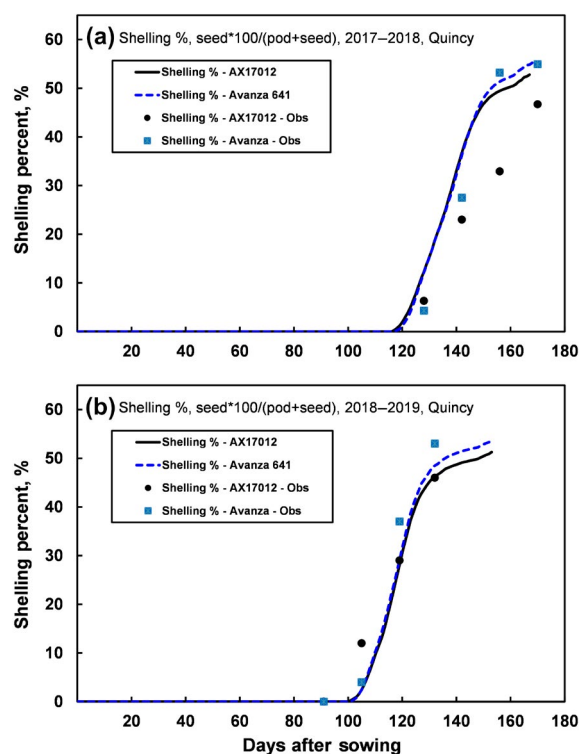 (a) Shelling %, seed*100/(pod+seed), 2017–2018, Quincy
Shelling % - AX17012
Shelling % - Avanza 641
Shelling % - AX17012 - Obs
Shelling % - Avanza - Obs
Shelling percent, %
60
50
40
30
20
10
0
20 40 60 80 100 120 140 160 180
(b) Shelling %, seed*100/(pod+seed), 2018–2019, Quincy
Shelling % - AX17012
Shelling % - Avanza 641
Shelling % - AX17012 - Obs
Shelling % - Avanza - Obs
Shelling percent, %
60
50
40
30
20
10
0
20 40 60 80 100 120 140 160 180
Days after sowing